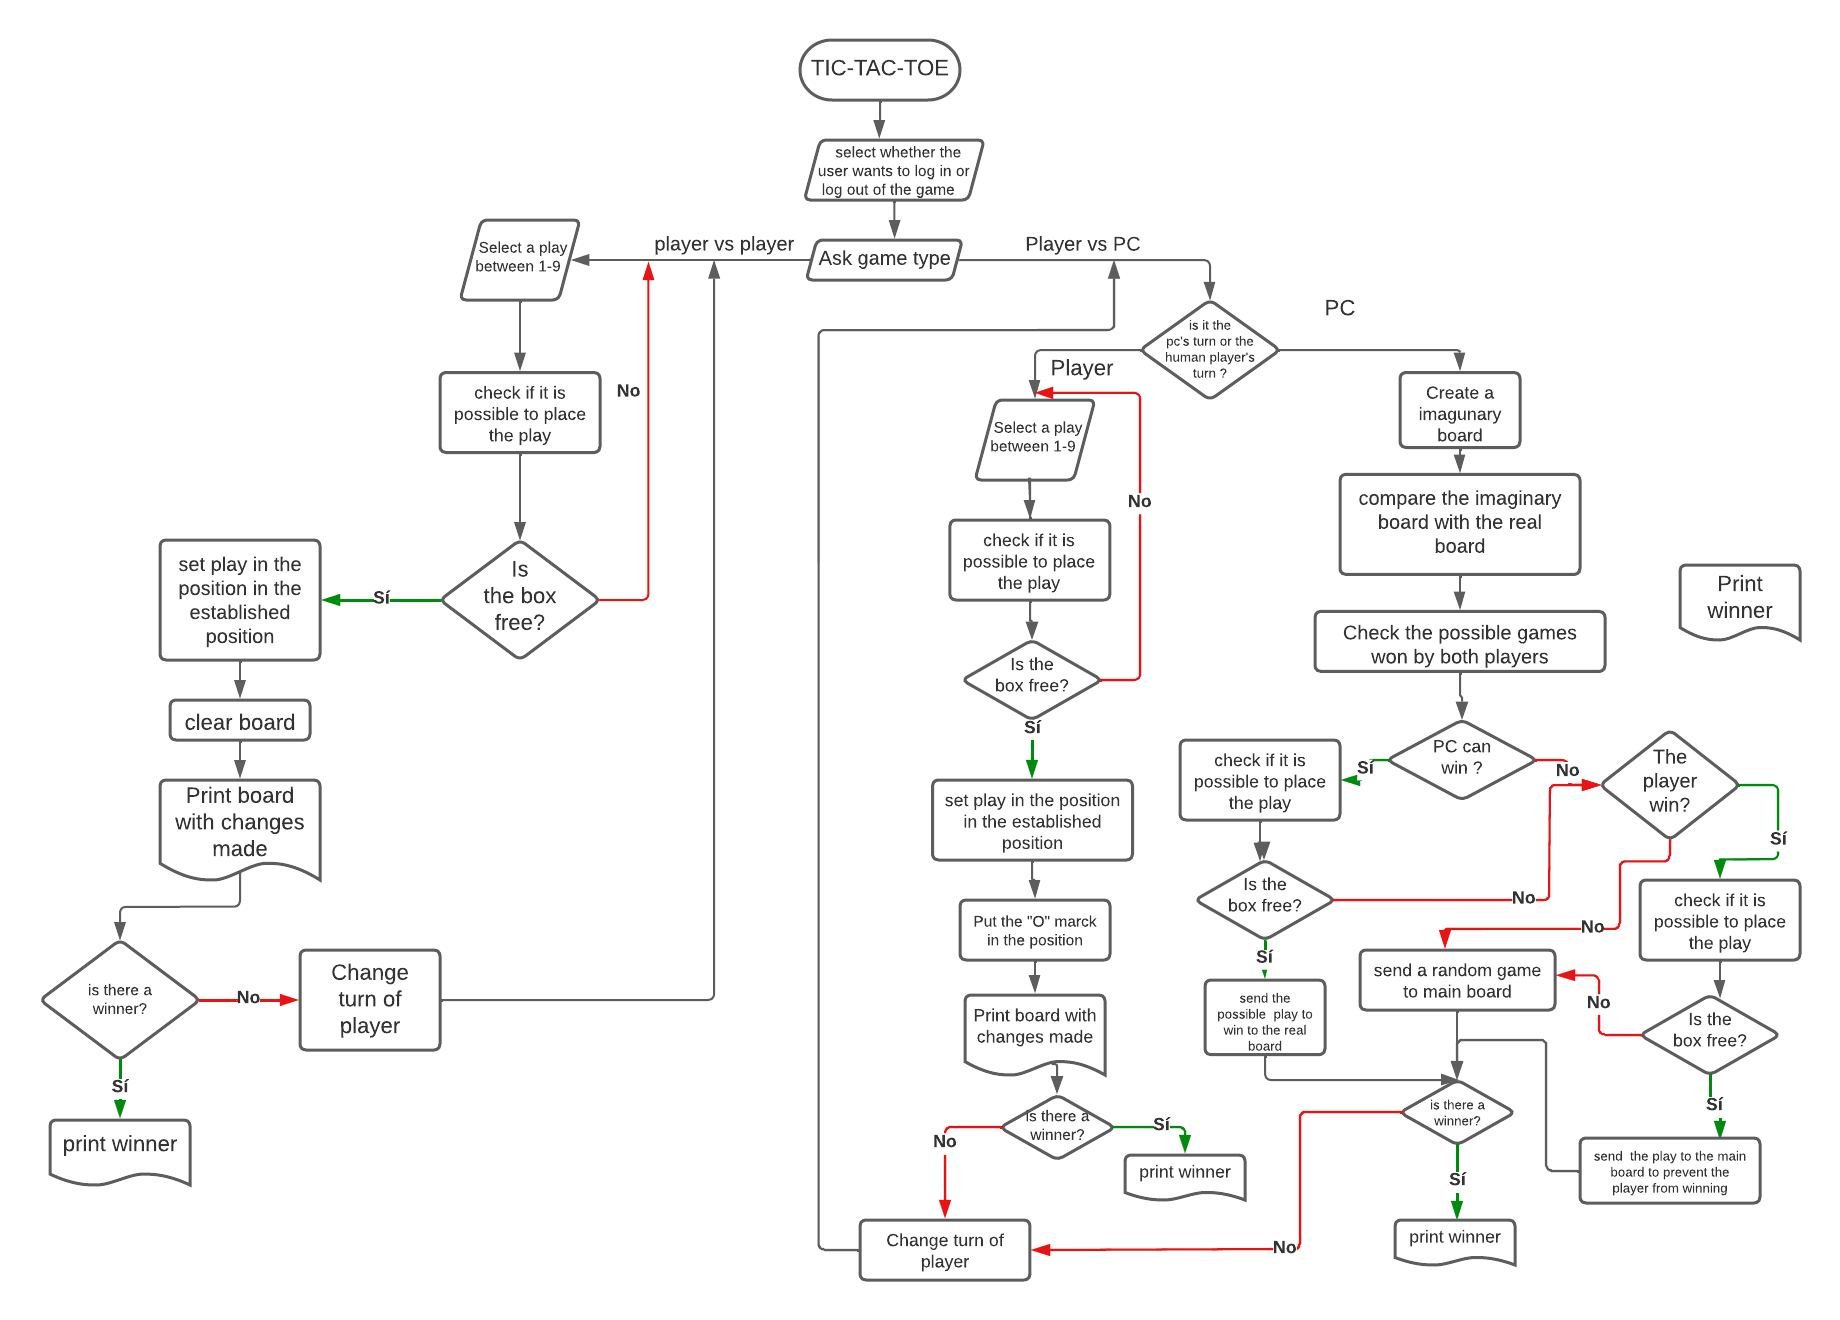 TIC-TAC-TOE
select whether the
user wants to log in or
log out of the game
Ask game type
player vs player
Player vs PC
Select a play
between 1-9
check if it is
possible to place
the play
No
Is
the box
free?
Sí
set play in the
position in the
established
position
clear board
Print board
with changes
made
is there a
winner?
No
Change
turn of
player
Sí
print winner
is it the
pc's turn or the
human player's
turn ?
Player
PC
Select a play
between 1-9
No
check if it is
possible to place
the play
Is the
box free?
Sí
set play in the position
in the established
position
Put the "O" marck
in the position
Print board with
changes made
is there a
winner?
Sí
print winner
No
Change turn of
player
Create a
imagunary
board
compare the imaginary
board with the real
board
Check the possible games
won by both players
PC can
win ?
Sí
No
check if it is
possible to place
the play
Is the
box free?
No
Sí
send the
possible  play to
win to the real
board
The
player
win?
Sí
No
check if it is
possible to place
the play
Is the
box free?
No
Sí
send a random game
to main board
send  the play to the main
board to prevent the
player from winning
is there a
winner?
No
Sí
print winner
Print
winner